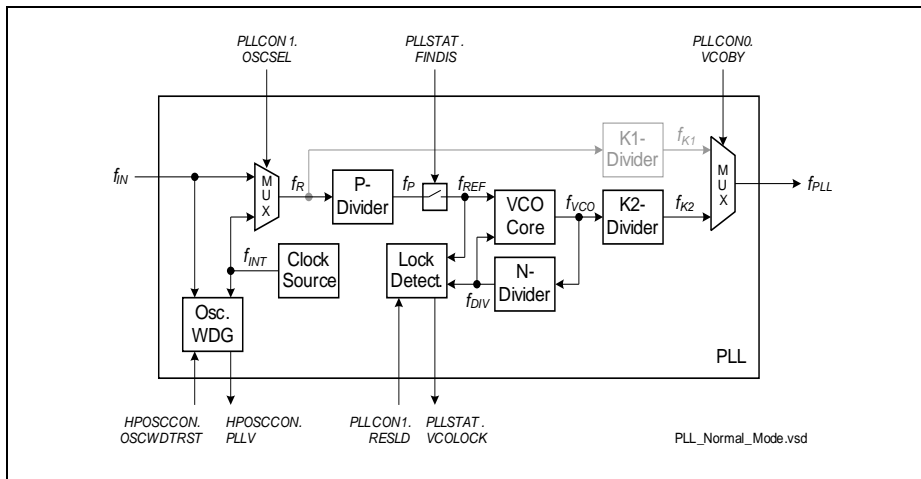 PLLCON1.
OSCSEL
PLLSTAT.
FINDIS
PLLCON0.
VCOBY
K1-
Divider
fK1
fIN
MUX
fR
P-
Divider
fP
fREF
VCO
Core
fVCO
K2-
Divider
fK2
MUX
fPLL
fINT
Clock
Source
Lock
Detect.
fDIV
N-
Divider
Osc.
WDG
PLL
HPOSCCON.
OSCWDTRST
HPOSCCON.
PLLV
PLLCON1.
RESLD
PLLSTAT.
VCOLOCK
PLL_Normal_Mode.vsd